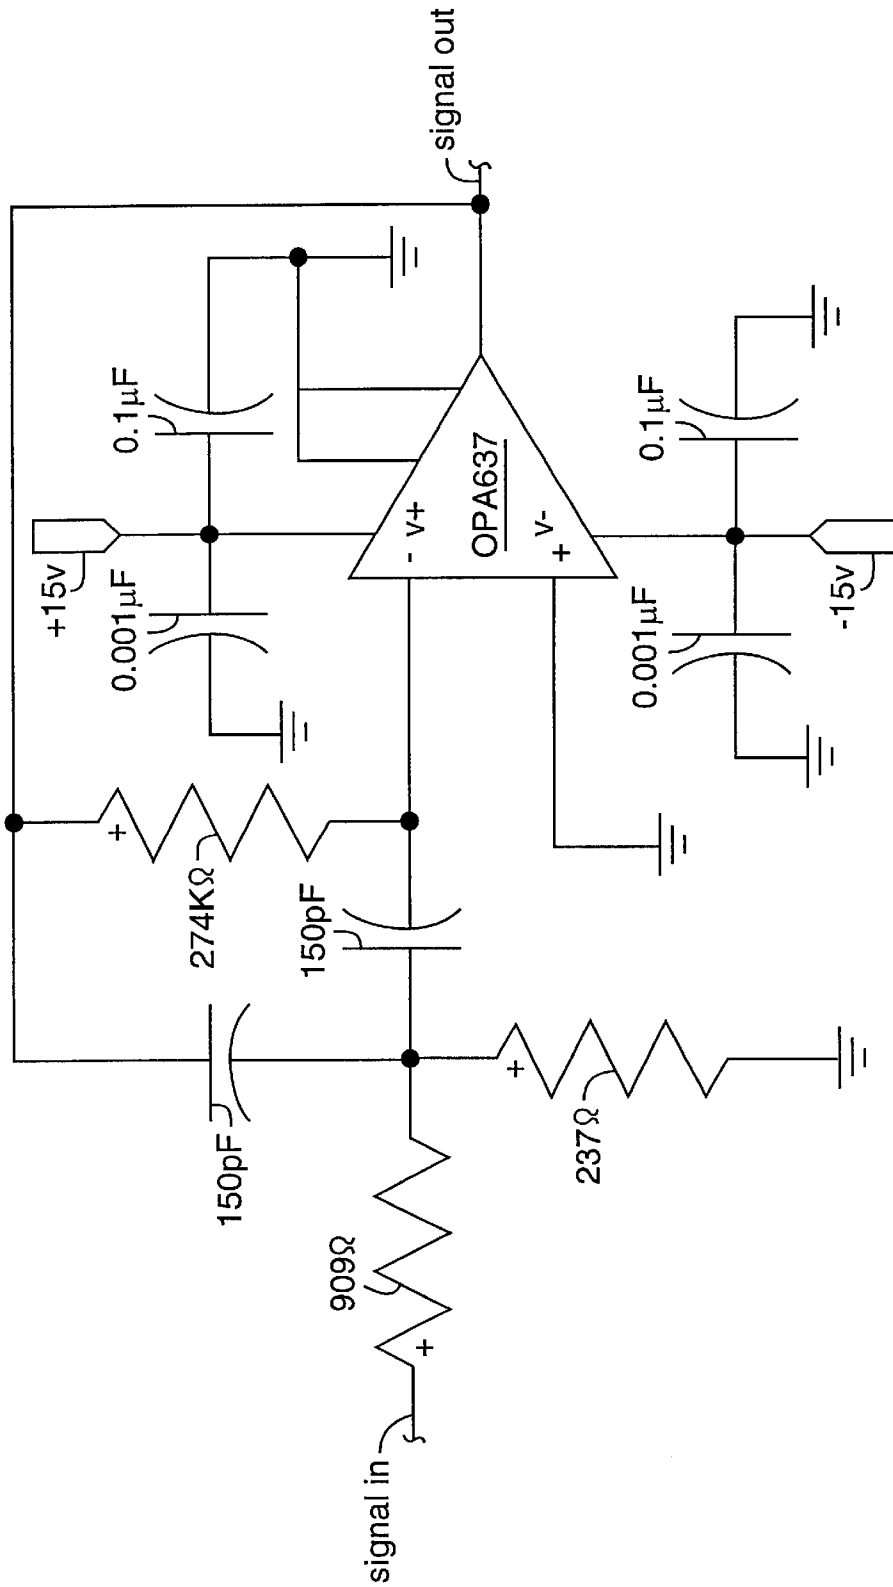 signal in
909Ω
+
150pF
237Ω
+
274KΩ
+
150pF
+15v
0.001µF
0.1µF
- v+
OPA637
v-
+
0.001µF
0.1µF
-15v
signal out